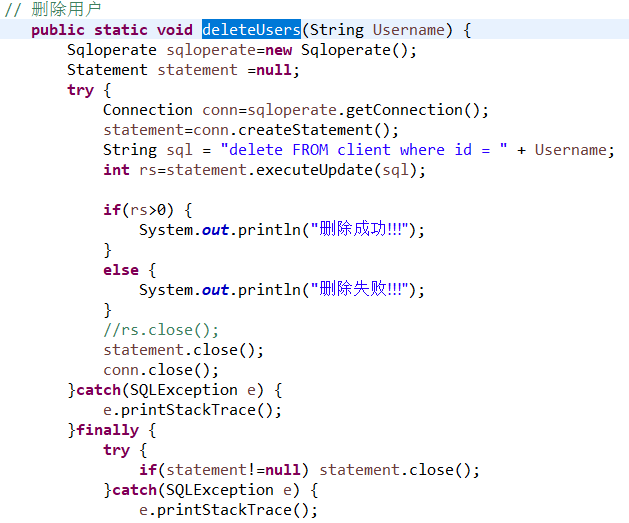 // 删除用户
public static void deleteUsers(String Username) {
Sqloperate sqloperate=new Sqloperate();
Statement statement =null;
try {
Connection conn=sqloperate.getConnection();
statement=conn.createStatement();
String sql = "delete FROM client where id = " + Username;
int rs=statement.executeUpdate(sql);
if(rs>0) {
System.out.println("删除成功!!!");
}
else {
System.out.println("删除失败!!!");
}
//rs.close();
statement.close();
conn.close();
}catch(SQLException e) {
e.printStackTrace();
}finally {
try {
if(statement!=null) statement.close();
}catch(SQLException e) {
e.printStackTrace();